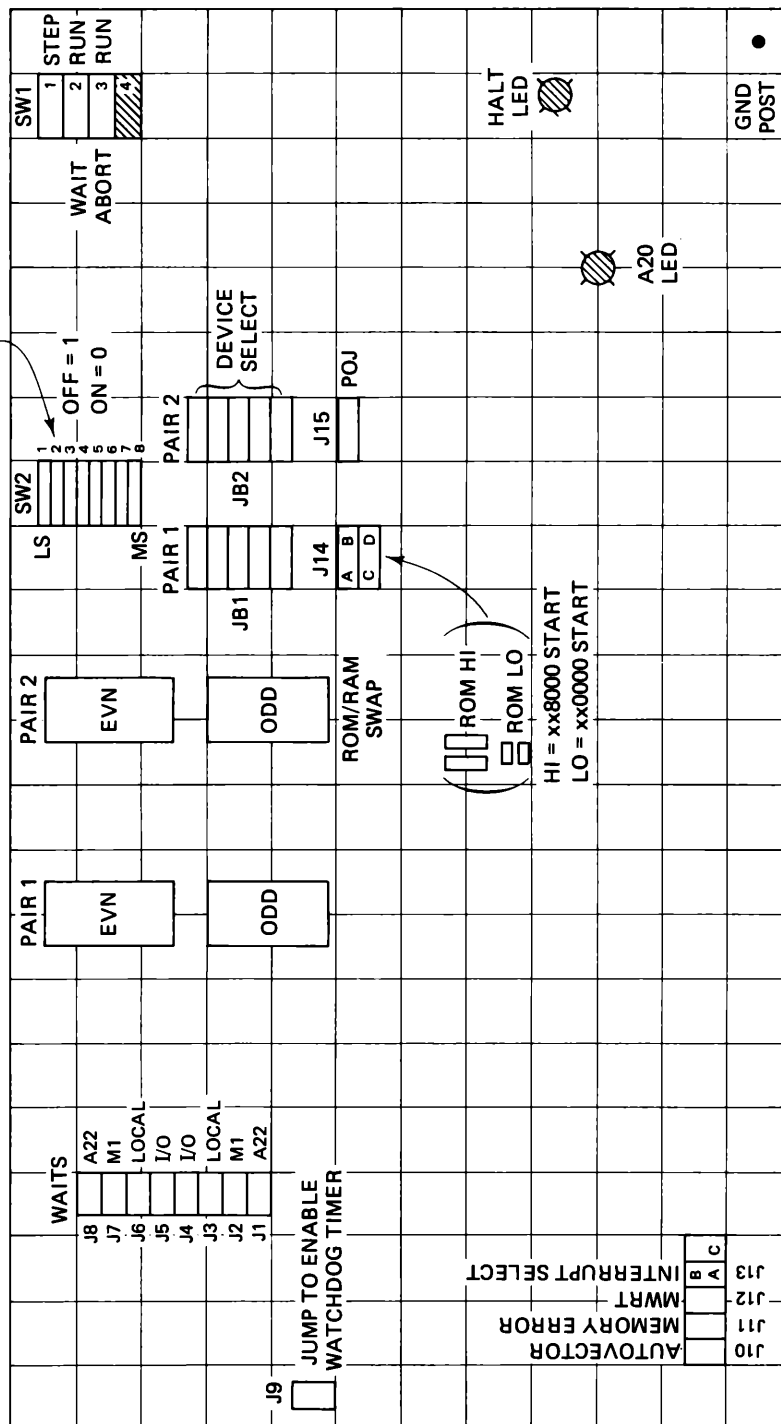 WAITS
J8 A22
J7 M1
J6 LOCAL
J5 I/O
J4 I/O
J3 LOCAL
J2 M1
J1 A22
J9
JUMP TO ENABLE
WATCHDOG TIMER
J10 AUTOVECTOR
J11 MEMORY ERROR
J12 MWRT
J13 INTERRUPT SELECT
B
A C
PAIR 1
EVN
ODD
PAIR 2
EVN
ODD
ROM/RAM
SWAP
ROM HI
ROM LO
HI = xx8000 START
LO = xx0000 START
SW2
LS
MS
1
2
3
4
5
6
7
8
OFF = 1
ON = 0
PAIR 1
JB1
J14
A B
C D
PAIR 2
JB2
DEVICE
SELECT
J15
POJ
SW1
1 STEP
WAIT 2 RUN
ABORT 3 RUN
4
A20
LED
HALT
LED
GND
POST